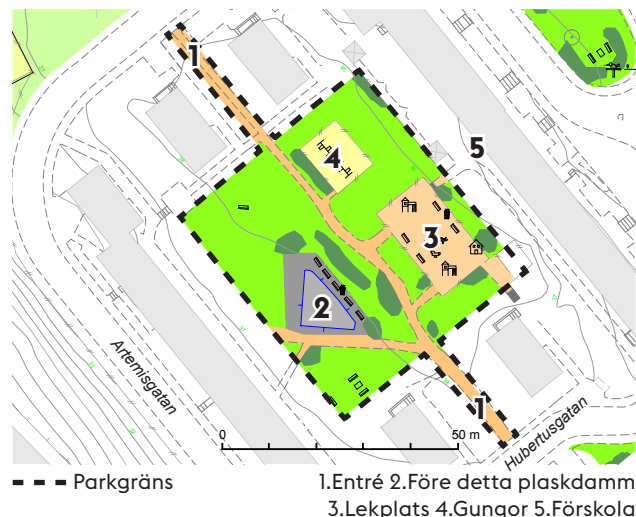 1
4
5
3
2
1
Artemisgatan
Hubertusgatan
0 50 m
Parkgräns
1.Entré 2.Före detta plaskdamm
3.Lekplats 4.Gungor 5.Förskola